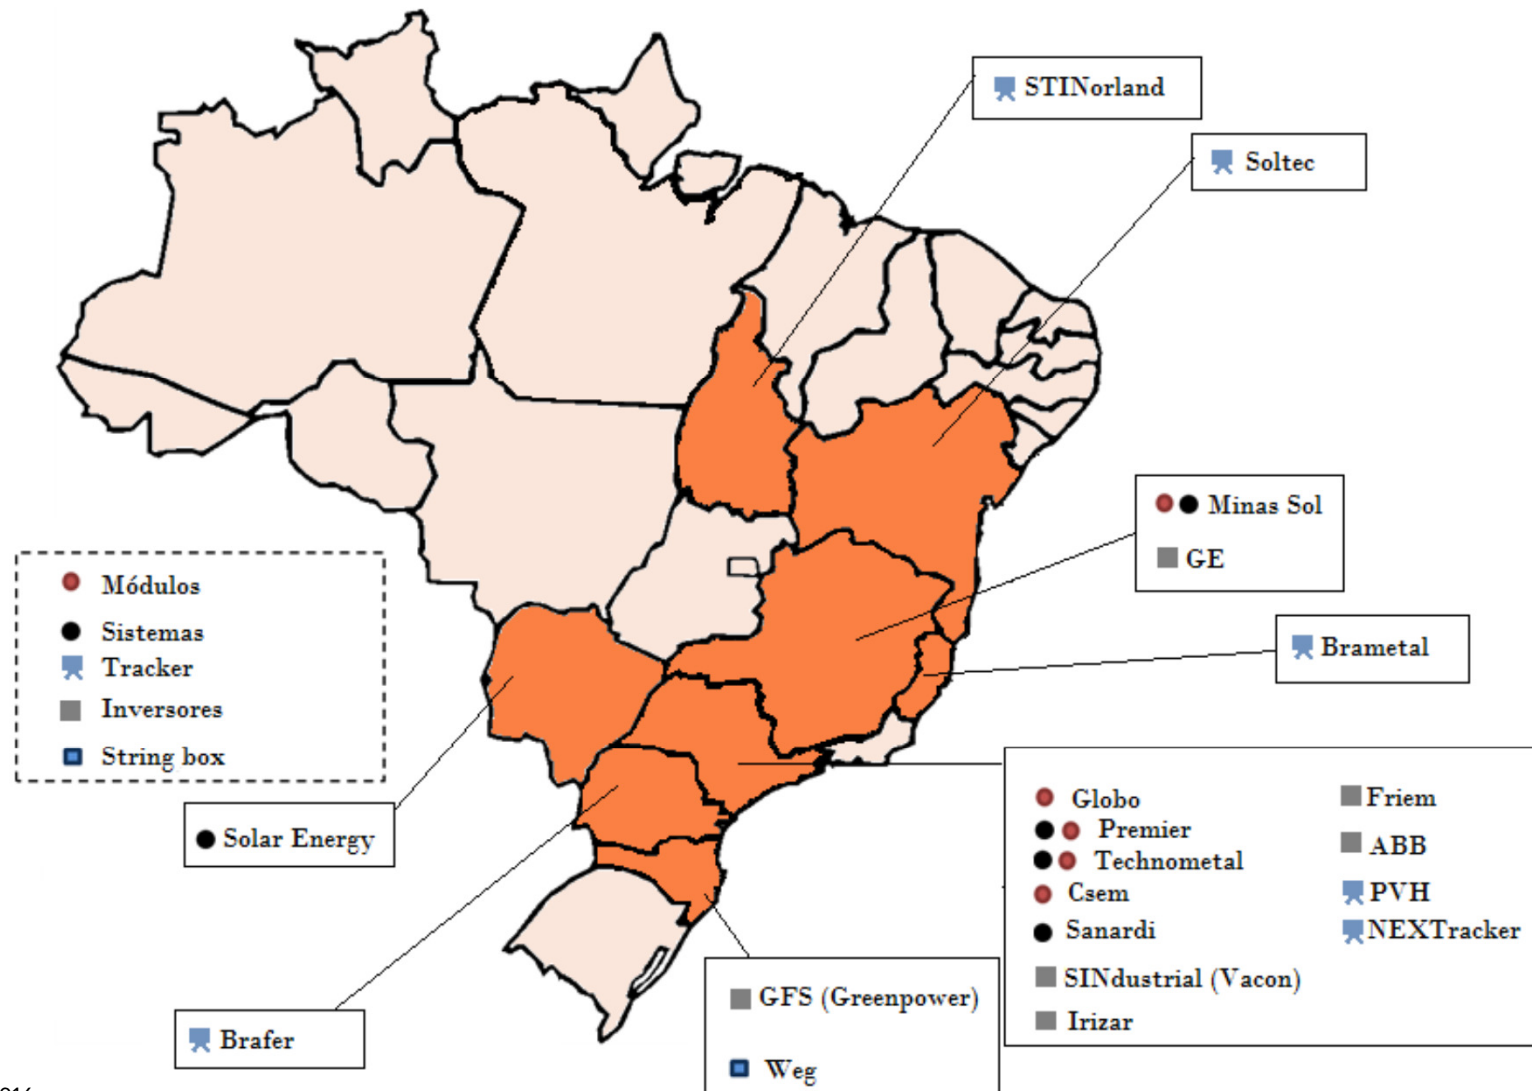 STINorland
Soltec
Minas Sol
GE
Brametal
Módulos
Sistemas
Tracker
Inversores
String box
Solar Energy
Brafer
GFS (Greenpower)
Weg
Globo
Premier
Technometal
Csem
Sanardi
SINdustrial (Vacon)
Irizar
Friem
ABB
PVH
NEXTracker